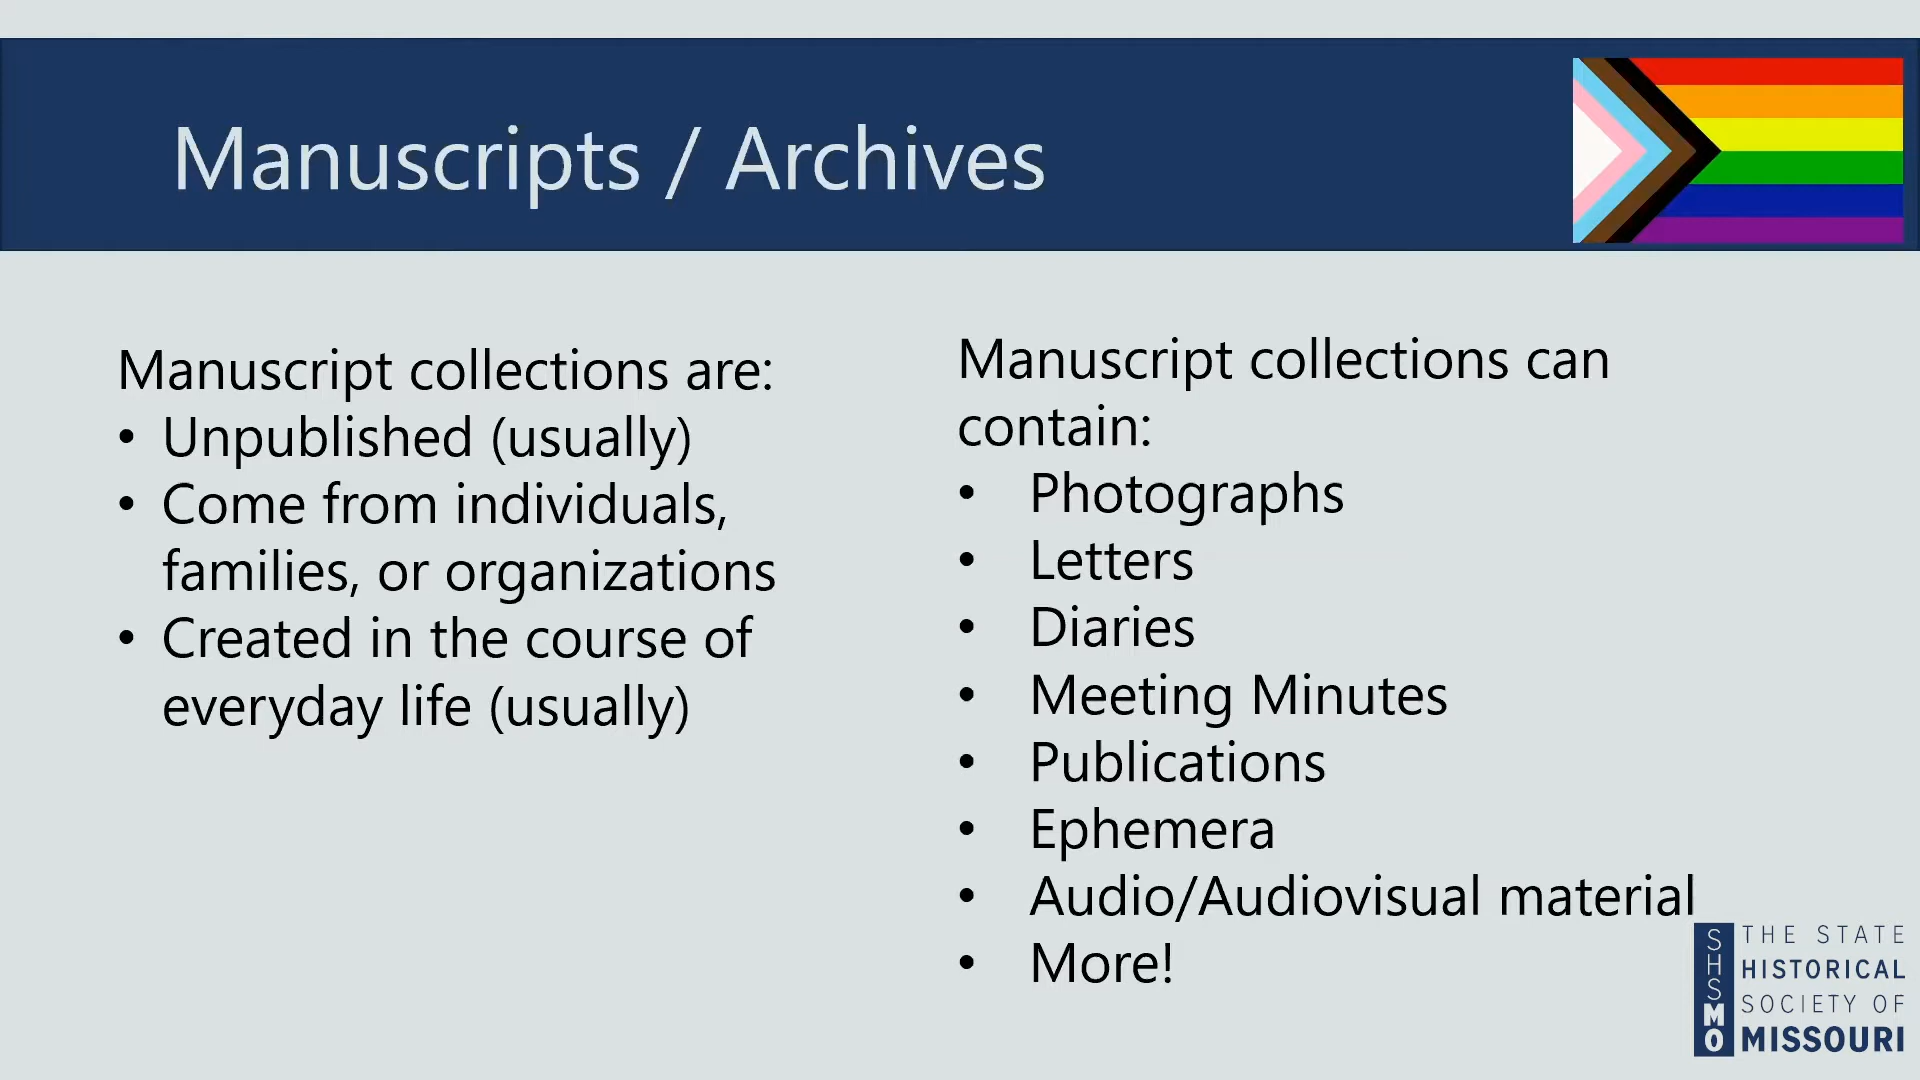 Manuscripts / Archives
Manuscript collections are:
• Unpublished (usually)
• Come from individuals,
families, or organizations
• Created in the course of
everyday life (usually)
Manuscript collections can
contain:
• Photographs
• Letters
• Diaries
• Meeting Minutes
• Publications
• Ephemera
• Audio/Audiovisual material
• More!
SHSMO
THE STATE
HISTORICAL
SOCIETY OF
MISSOURI